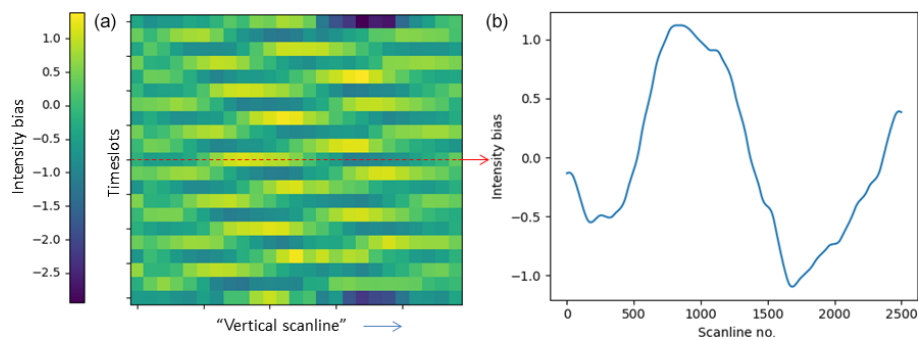 (a)
Intensity bias
1.0
0.5
0.0
−0.5
−1.0
−1.5
−2.0
−2.5
Timeslots
“Vertical scanline”
(b)
Intensity bias
1.0
0.5
0.0
−0.5
−1.0
0 500 1000 1500 2000 2500
Scanline no.